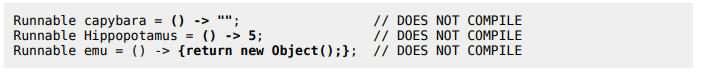 Runnable capybara = () -> "";                 // DOES NOT COMPILE
Runnable Hippopotamus = () -> 5;              // DOES NOT COMPILE
Runnable emu = () -> {return new Object();};  // DOES NOT COMPILE